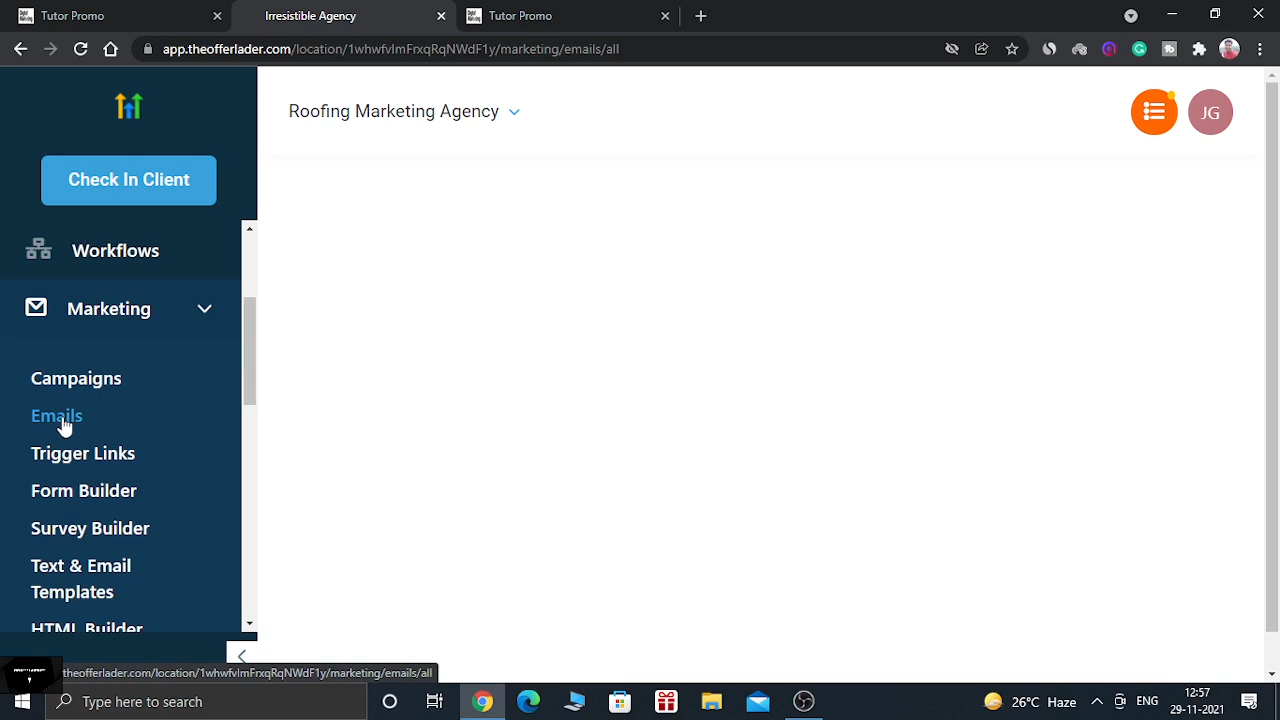 Tutor Promo
Irresistible Agency
Tutor Promo
app.theofferlader.com/location/1whwfvlmFrxqRqNWdF1y/marketing/emails/all
Roofing Marketing Agency
JG
Check In Client
Workflows
Marketing
Campaigns
Emails
Trigger Links
Form Builder
Survey Builder
Text & Email
Templates
HTML Builder
theofferlader.com/location/1whwfvlmFrxqRqNWdF1y/marketing/emails/all
Type here to search
26°C Haze
ENG
12:57
29-11-2021